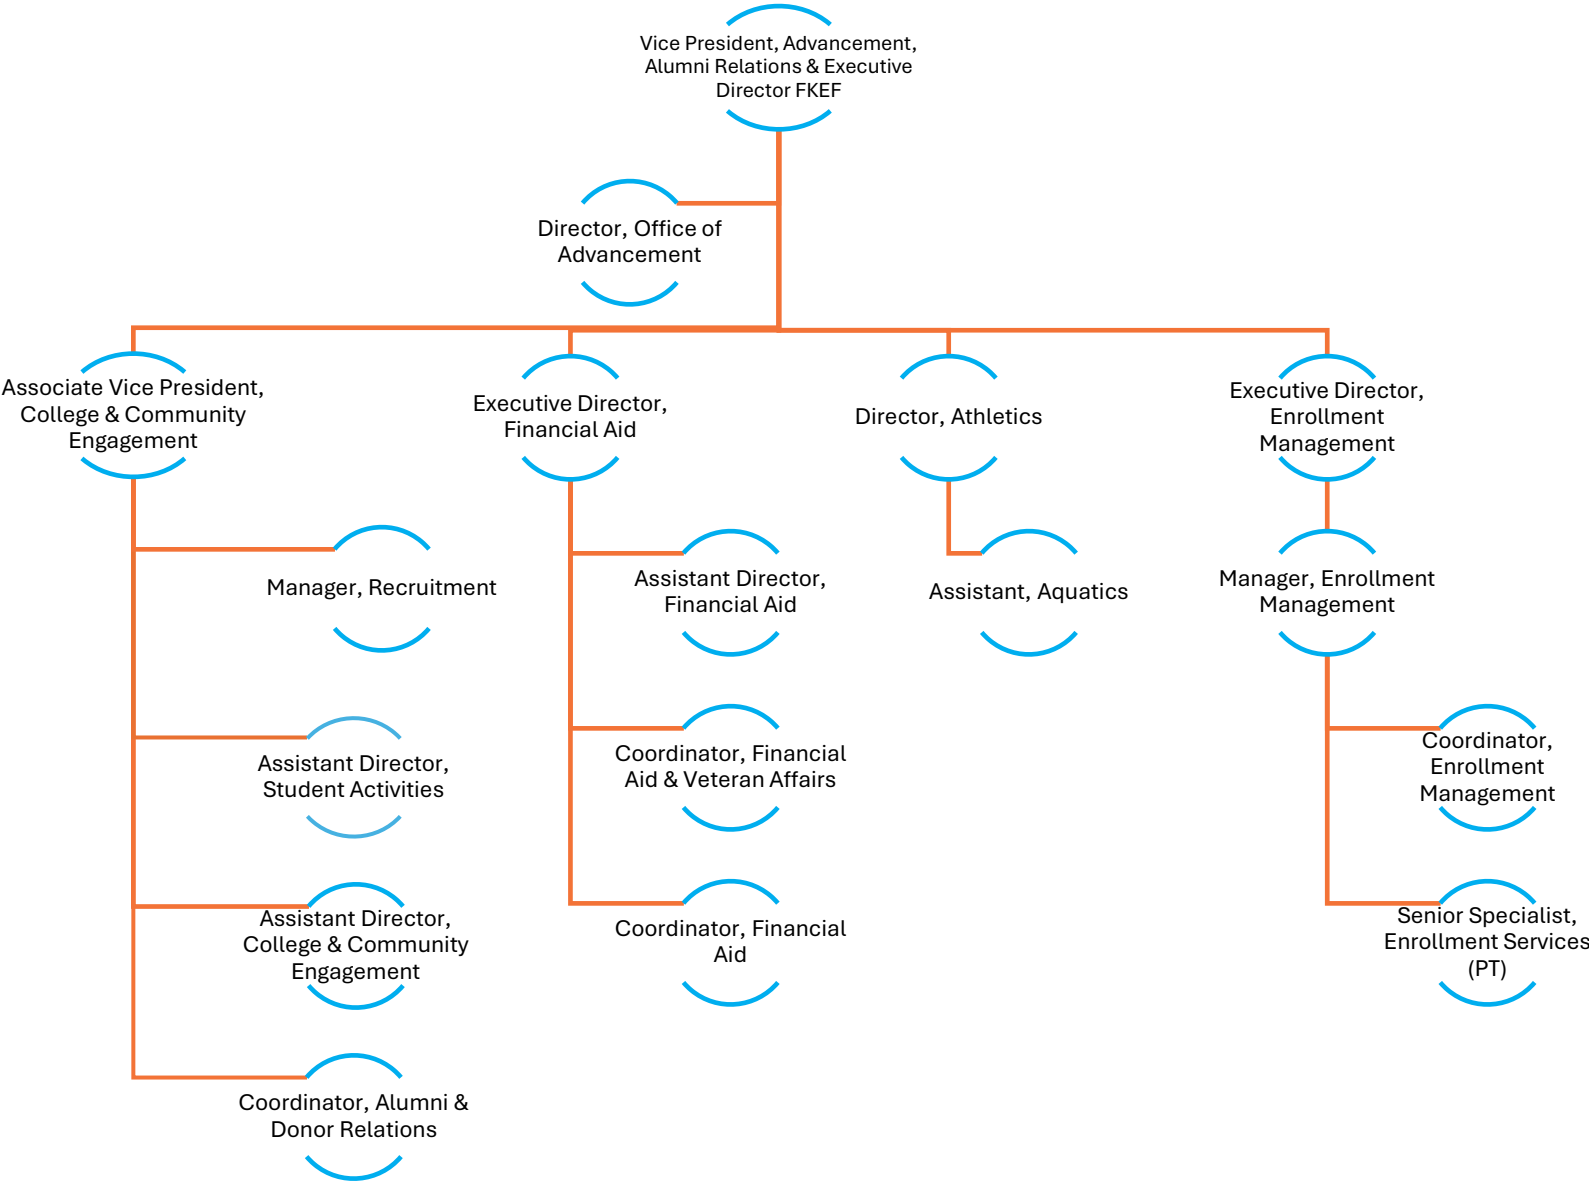 Vice President, Advancement,
Alumni Relations & Executive
Director FKEF
Director, Office of
Advancement
Associate Vice President,
College & Community
Engagement
Executive Director,
Financial Aid
Director, Athletics
Executive Director,
Enrollment
Management
Manager, Recruitment
Assistant Director,
Financial Aid
Assistant, Aquatics
Manager, Enrollment
Management
Assistant Director,
Student Activities
Coordinator, Financial
Aid & Veteran Affairs
Coordinator,
Enrollment
Management
Assistant Director,
College & Community
Engagement
Coordinator, Financial
Aid
Senior Specialist,
Enrollment Services
(PT)
Coordinator, Alumni &
Donor Relations